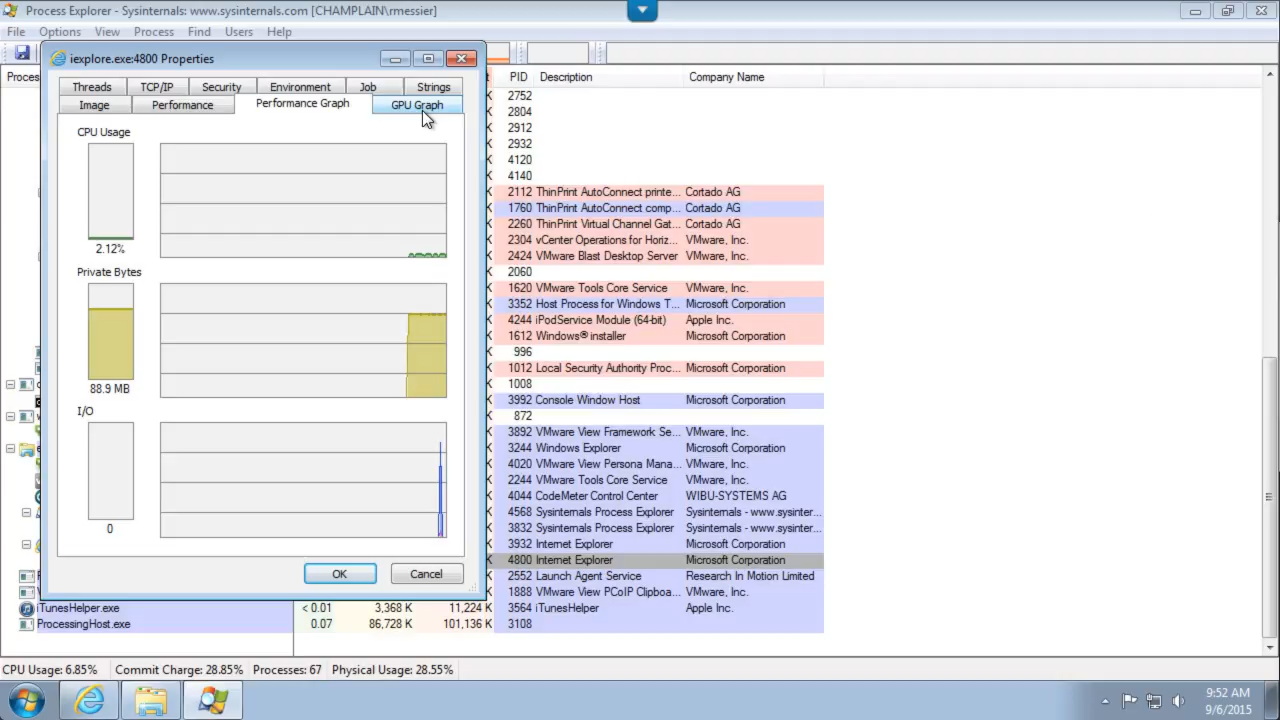 Process Explorer - Sysinternals: www.sysinternals.com [CHAMPLAIN\rmessier]
File Options View Process Find Users Help
iexplore.exe:4800 Properties
Threads TCP/IP Security Environment Job Strings
Image Performance Performance Graph GPU Graph
CPU Usage
2.12%
Private Bytes
88.9 MB
I/O
0
OK Cancel
PID Description Company Name
2752
2804
2912
2932
4120
4140
2112 ThinPrint AutoConnect printe... Cortado AG
1760 ThinPrint AutoConnect comp... Cortado AG
2260 ThinPrint Virtual Channel Gat... Cortado AG
2304 vCenter Operations for Horiz... VMware, Inc.
2424 VMware Blast Desktop Server VMware, Inc.
2060
1620 VMware Tools Core Service VMware, Inc.
3352 Host Process for Windows T... Microsoft Corporation
4244 iPodService Module (64-bit) Apple Inc.
1612 Windows® installer Microsoft Corporation
996
1012 Local Security Authority Proc... Microsoft Corporation
1008
3992 Console Window Host Microsoft Corporation
872
3892 VMware View Framework Se... VMware, Inc.
3244 Windows Explorer Microsoft Corporation
4020 VMware View Persona Mana... VMware, Inc.
2244 VMware Tools Core Service VMware, Inc.
4044 CodeMeter Control Center WIBU-SYSTEMS AG
4568 Sysinternals Process Explorer Sysinternals - www.sysinter...
3832 Sysinternals Process Explorer Sysinternals - www.sysinter...
3932 Internet Explorer Microsoft Corporation
4800 Internet Explorer Microsoft Corporation
2552 Launch Agent Service Research In Motion Limited
1888 VMware View PCoIP Clipboa... VMware, Inc.
iTunesHelper.exe < 0.01 3,368 K 11,224 K 3564 iTunesHelper Apple Inc.
ProcessingHost.exe 0.07 86,728 K 101,136 K 3108
CPU Usage: 6.85% Commit Charge: 28.85% Processes: 67 Physical Usage: 28.55%
9:52 AM
9/6/2015